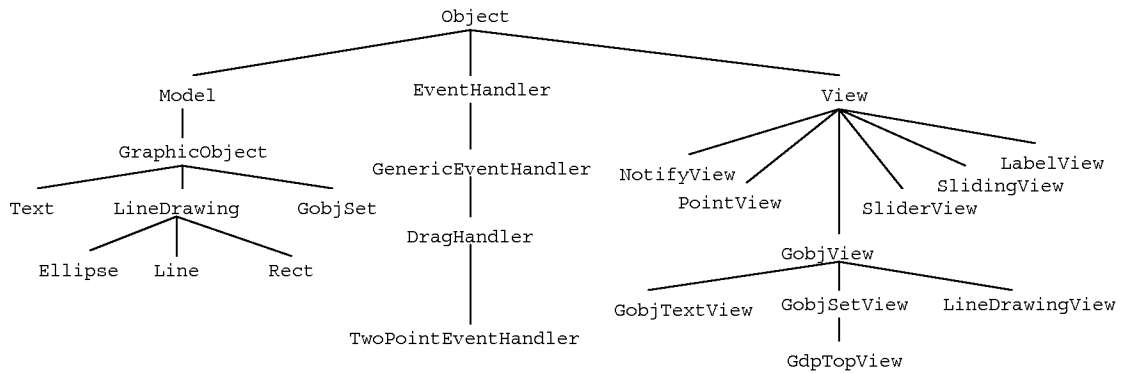 Object
Model
EventHandler
View
GraphicObject
GenericEventHandler
NotifyView
PointView
SliderView
SlidingView
LabelView
Text
LineDrawing
GobjSet
DragHandler
GobjView
Ellipse
Line
Rect
GobjTextView
GobjSetView
LineDrawingView
TwoPointEventHandler
GdpTopView